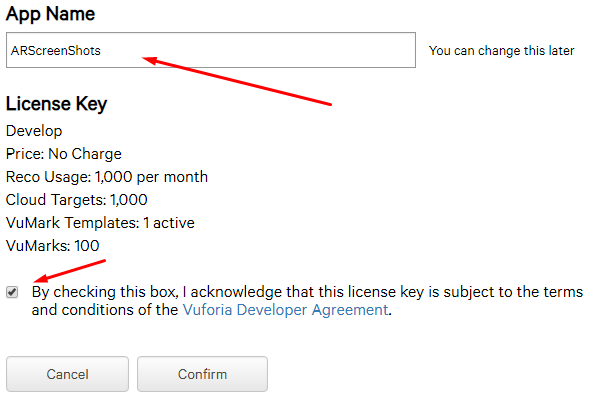 App Name
ARScreenShots
You can change this later
License Key
Develop
Price: No Charge
Reco Usage: 1,000 per month
Cloud Targets: 1,000
VuMark Templates: 1 active
VuMarks: 100
By checking this box, I acknowledge that this license key is subject to the terms
and conditions of the Vuforia Developer Agreement.
Cancel
Confirm